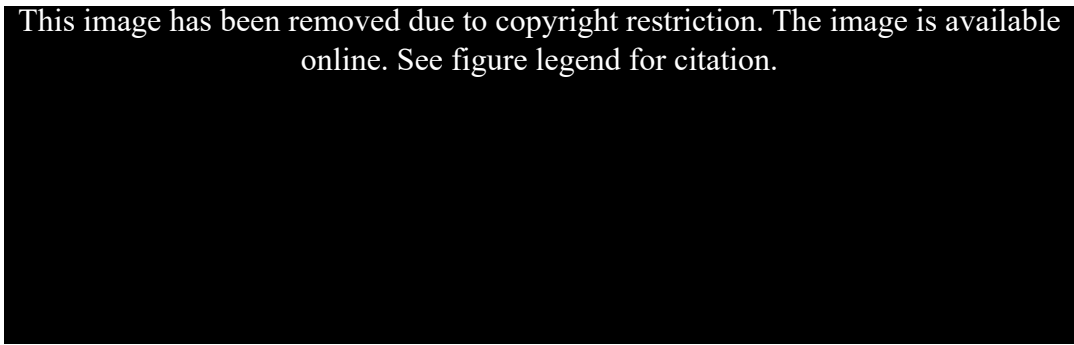 This image has been removed due to copyright restriction. The image is available
online. See figure legend for citation.